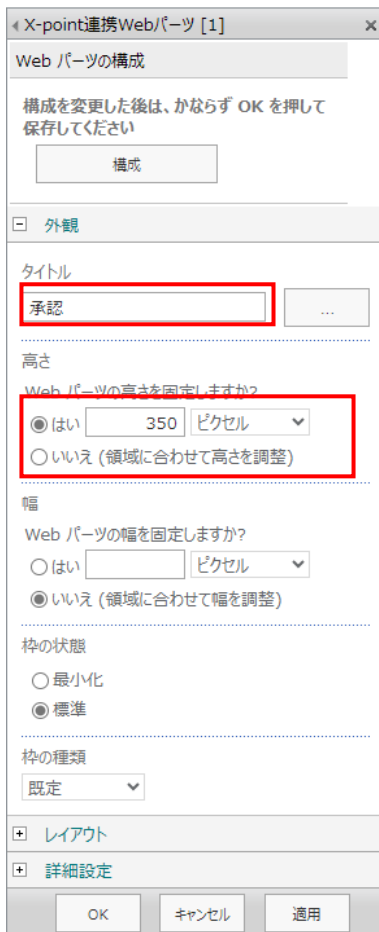 X-point連携Webパーツ [1]
Web パーツの構成
構成を変更した後は、かならず OK を押して
保存してください
構成
外観
タイトル
承認
...
高さ
Web パーツの高さを固定しますか?
はい 350 ピクセル
いいえ (領域に合わせて高さを調整)
幅
Web パーツの幅を固定しますか?
はい ピクセル
いいえ (領域に合わせて幅を調整)
枠の状態
最小化
標準
枠の種類
既定
レイアウト
詳細設定
OK キャンセル 適用